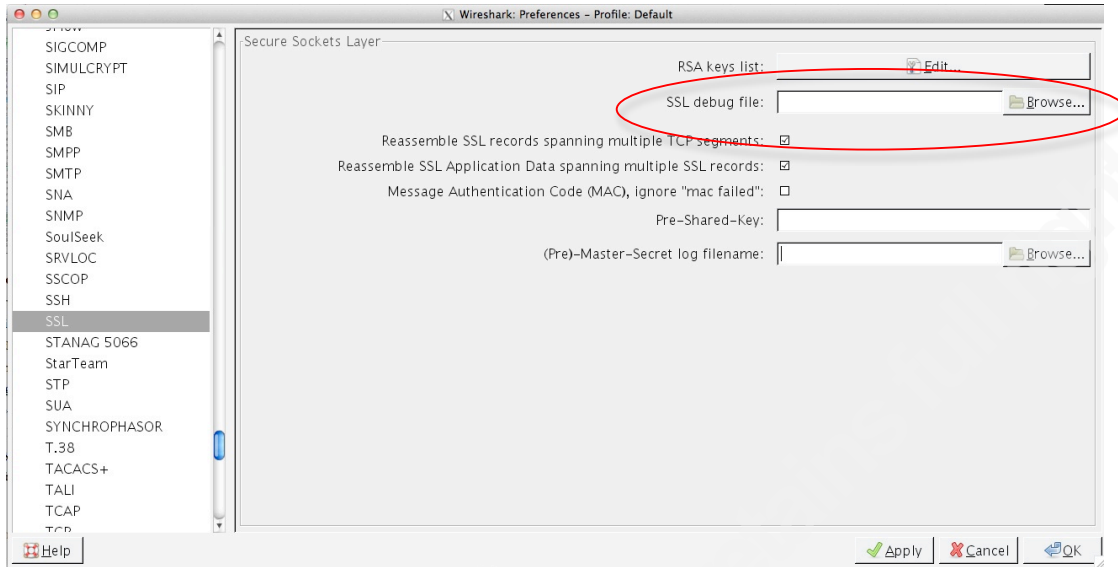 Wireshark: Preferences – Profile: Default
SIGCOMP
SIMULCRYPT
SIP
SKINNY
SMB
SMPP
SMTP
SNA
SNMP
SoulSeek
SRVLOC
SSCOP
SSH
SSL
STANAG 5066
StarTeam
STP
SUA
SYNCHROPHASOR
T.38
TACACS+
TALI
TCAP
TCP
Secure Sockets Layer
RSA keys list: Edit...
SSL debug file: Browse...
Reassemble SSL records spanning multiple TCP segments:
Reassemble SSL Application Data spanning multiple SSL records:
Message Authentication Code (MAC), ignore "mac failed":
Pre-Shared-Key:
(Pre)-Master-Secret log filename: Browse...
Help Apply Cancel OK